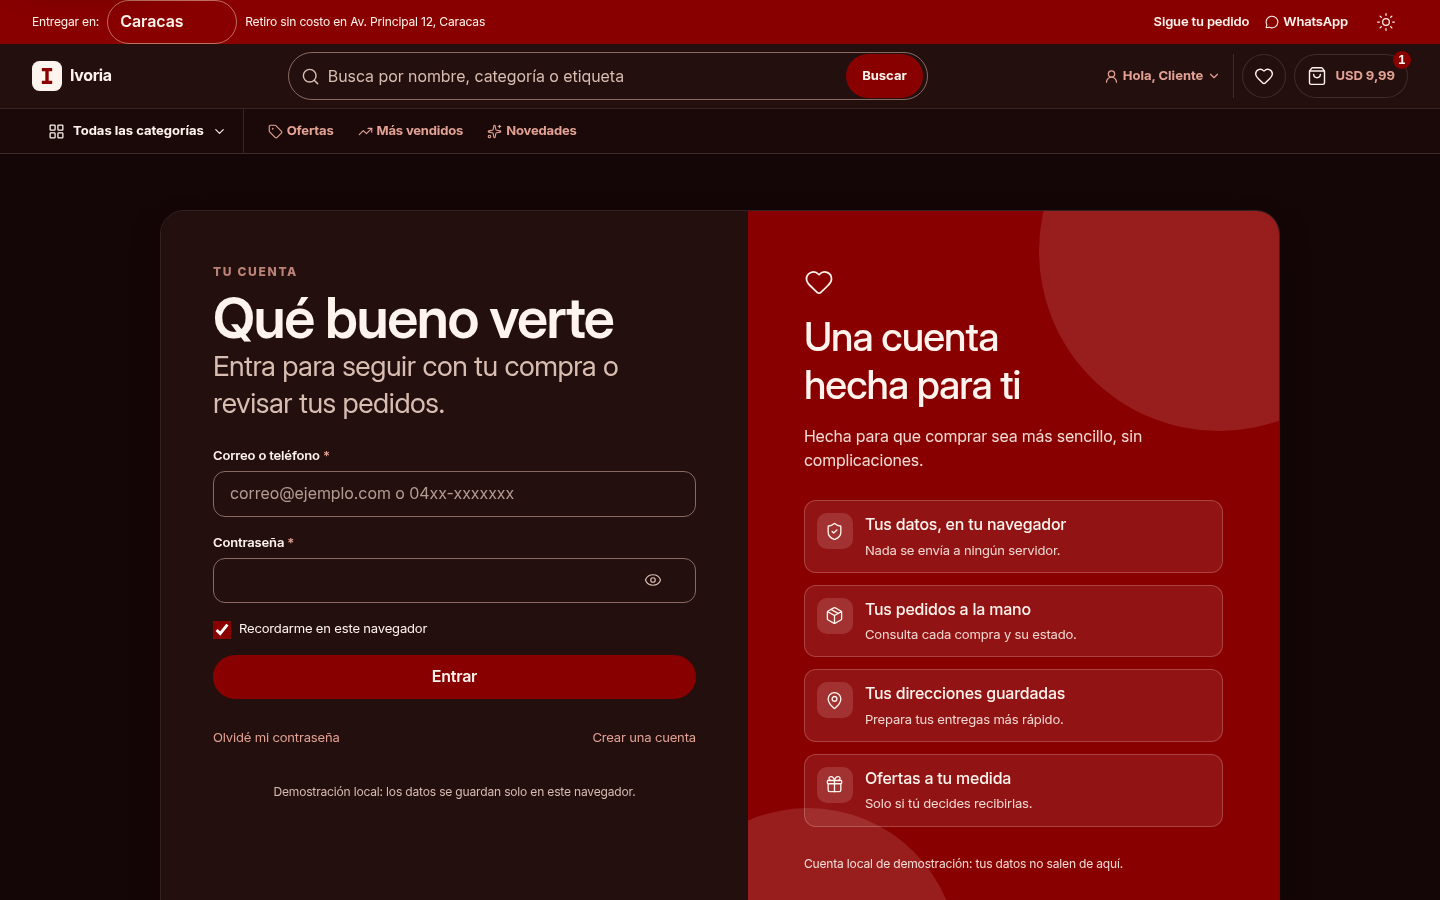 Entregar en: Caracas Retiro sin costo en Av. Principal 12, Caracas Sigue tu pedido WhatsApp
I Ivoria Busca por nombre, categoría o etiqueta Buscar Hola, Cliente USD 9,99 1
Todas las categorías Ofertas Más vendidos Novedades
TU CUENTA
Qué bueno verte
Entra para seguir con tu compra o
revisar tus pedidos.
Correo o teléfono *
correo@ejemplo.com o 04xx-xxxxxxx
Contraseña *
Recordarme en este navegador
Entrar
Olvidé mi contraseña Crear una cuenta
Demostración local: los datos se guardan solo en este navegador.
Una cuenta
hecha para ti
Hecha para que comprar sea más sencillo, sin
complicaciones.
Tus datos, en tu navegador
Nada se envía a ningún servidor.
Tus pedidos a la mano
Consulta cada compra y su estado.
Tus direcciones guardadas
Prepara tus entregas más rápido.
Ofertas a tu medida
Solo si tú decides recibirlas.
Cuenta local de demostración: tus datos no salen de aquí.